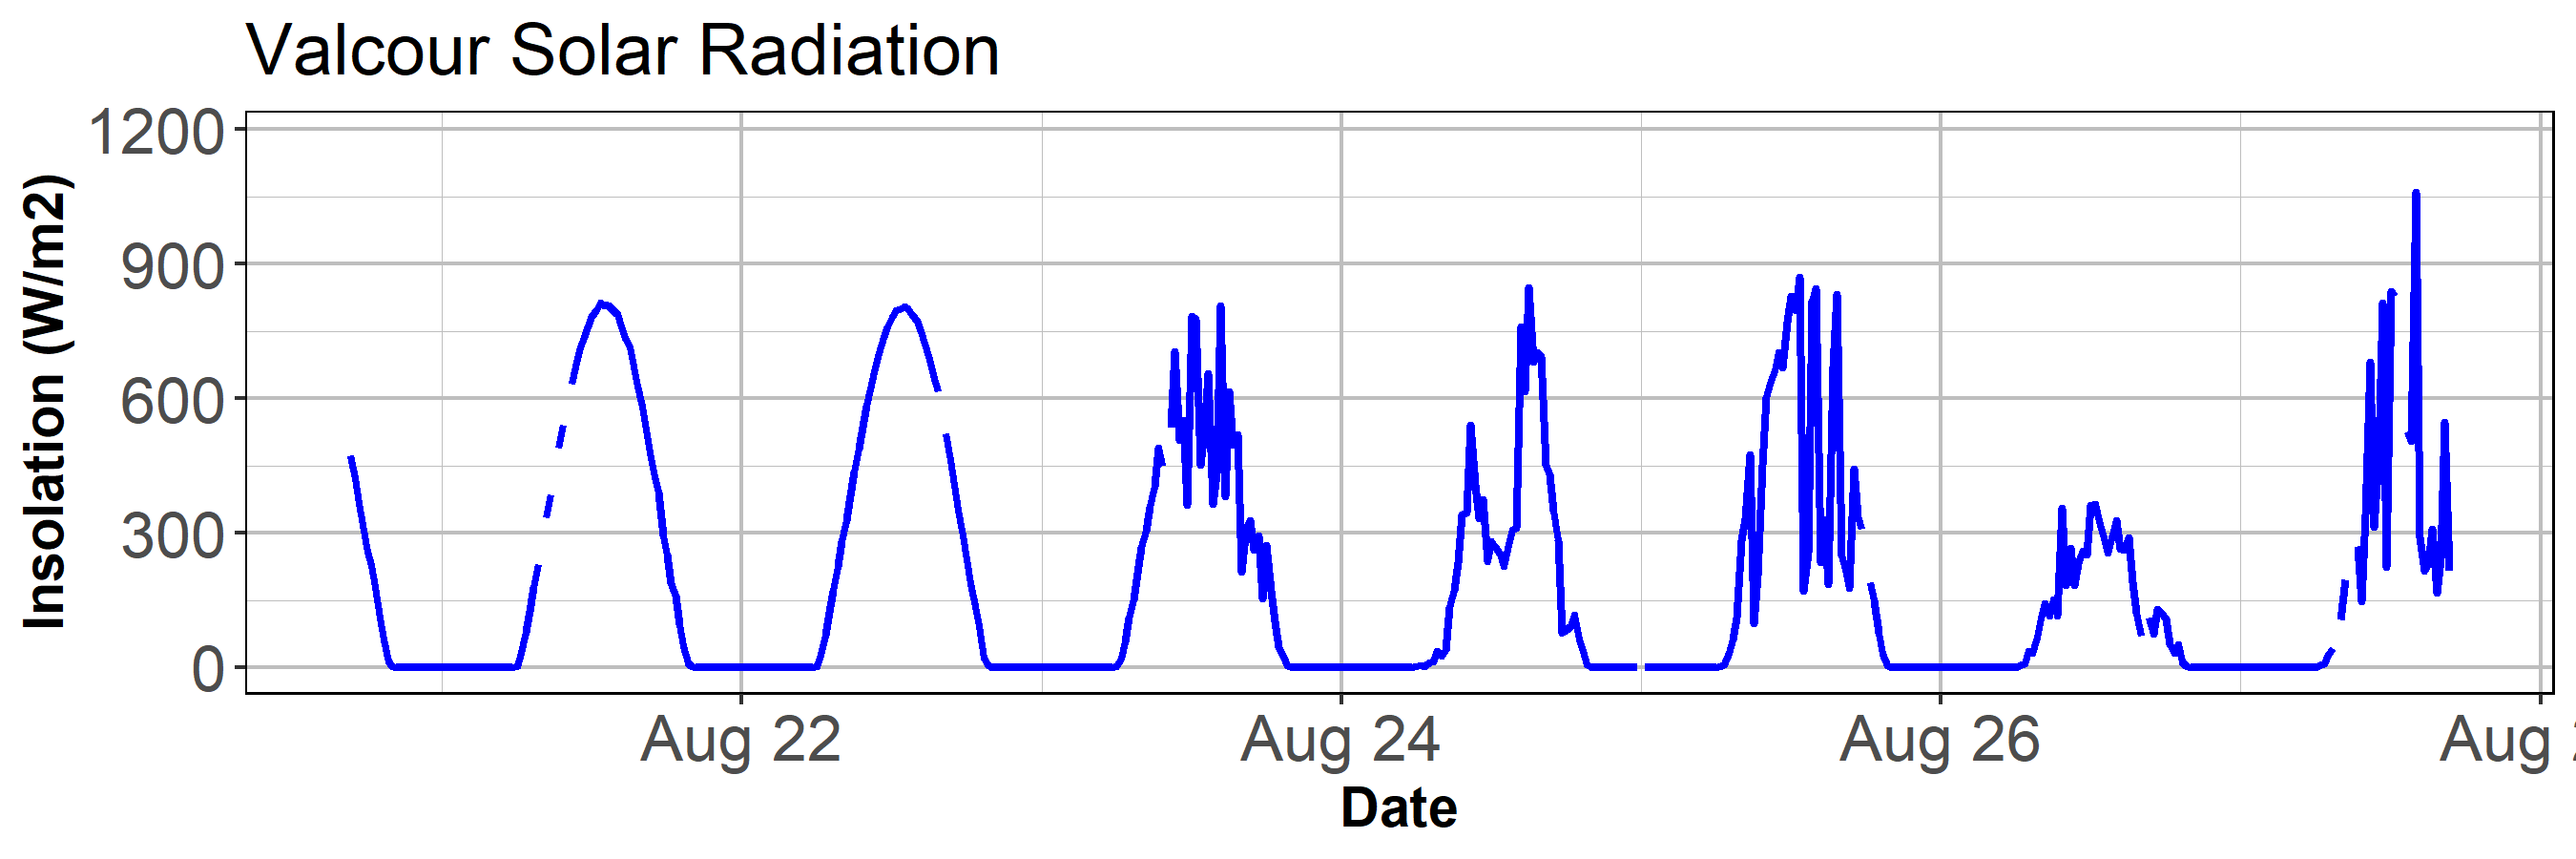 Valcour Solar Radiation
1200
900
600
300
0
Insolation (W/m2)
Aug 22
Aug 24
Aug 26
Aug
Date